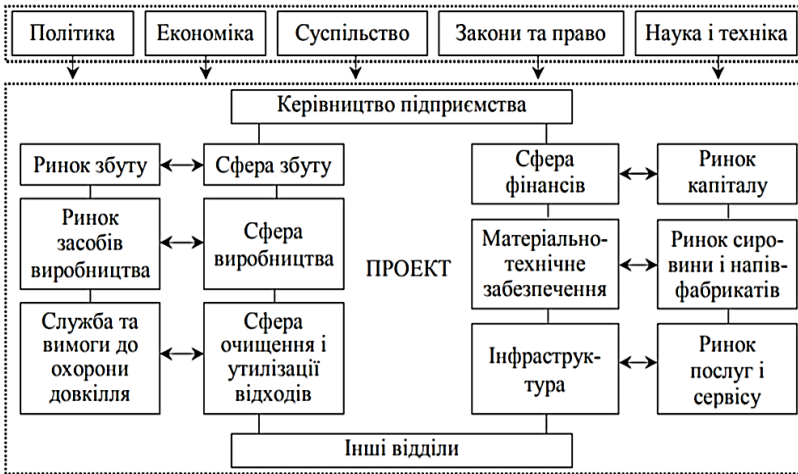 Політика
Економіка
Суспільство
Закони та право
Наука і техніка
Керівництво підприємства
Ринок збуту
Сфера збуту
Сфера
фінансів
Ринок
капіталу
Ринок
засобів
виробництва
Сфера
виробництва
ПРОЕКТ
Матеріально-
технічне
забезпечення
Ринок сиро-
вини і напів-
фабрикатів
Служба та
вимоги до
охорони
довкілля
Сфера
очищення і
утилізації
відходів
Інфраструк-
тура
Ринок
послуг і
сервісу
Інші відділи